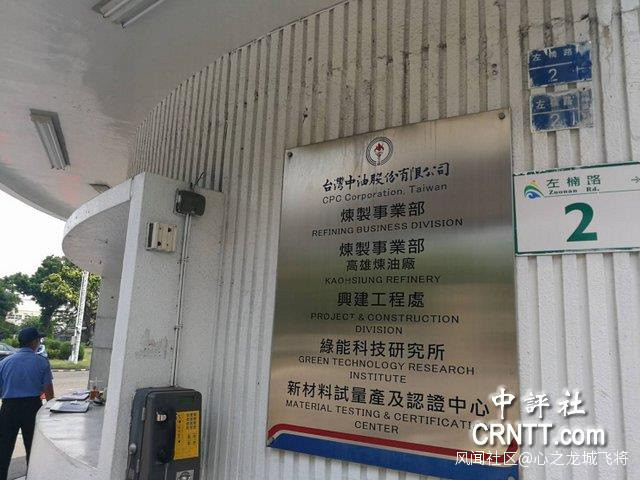 左楠路
2
左楠路
2
台灣中油股份有限公司
CPC Corporation, Taiwan
煉製事業部
REFINING BUSINESS DIVISION
煉製事業部
高雄煉油廠
KAOHSIUNG REFINERY
興建工程處
PROJECT & CONSTRUCTION
DIVISION
綠能科技研究所
GREEN TECHNOLOGY RESEARCH
INSTITUTE
新材料試量產及認證中心
MATERIAL TESTING & CERTIFICATI
CENTER
左楠路
Zuonan Rd.
2
中評社
CRNTT.com
风闻社区@心之龙城飞将